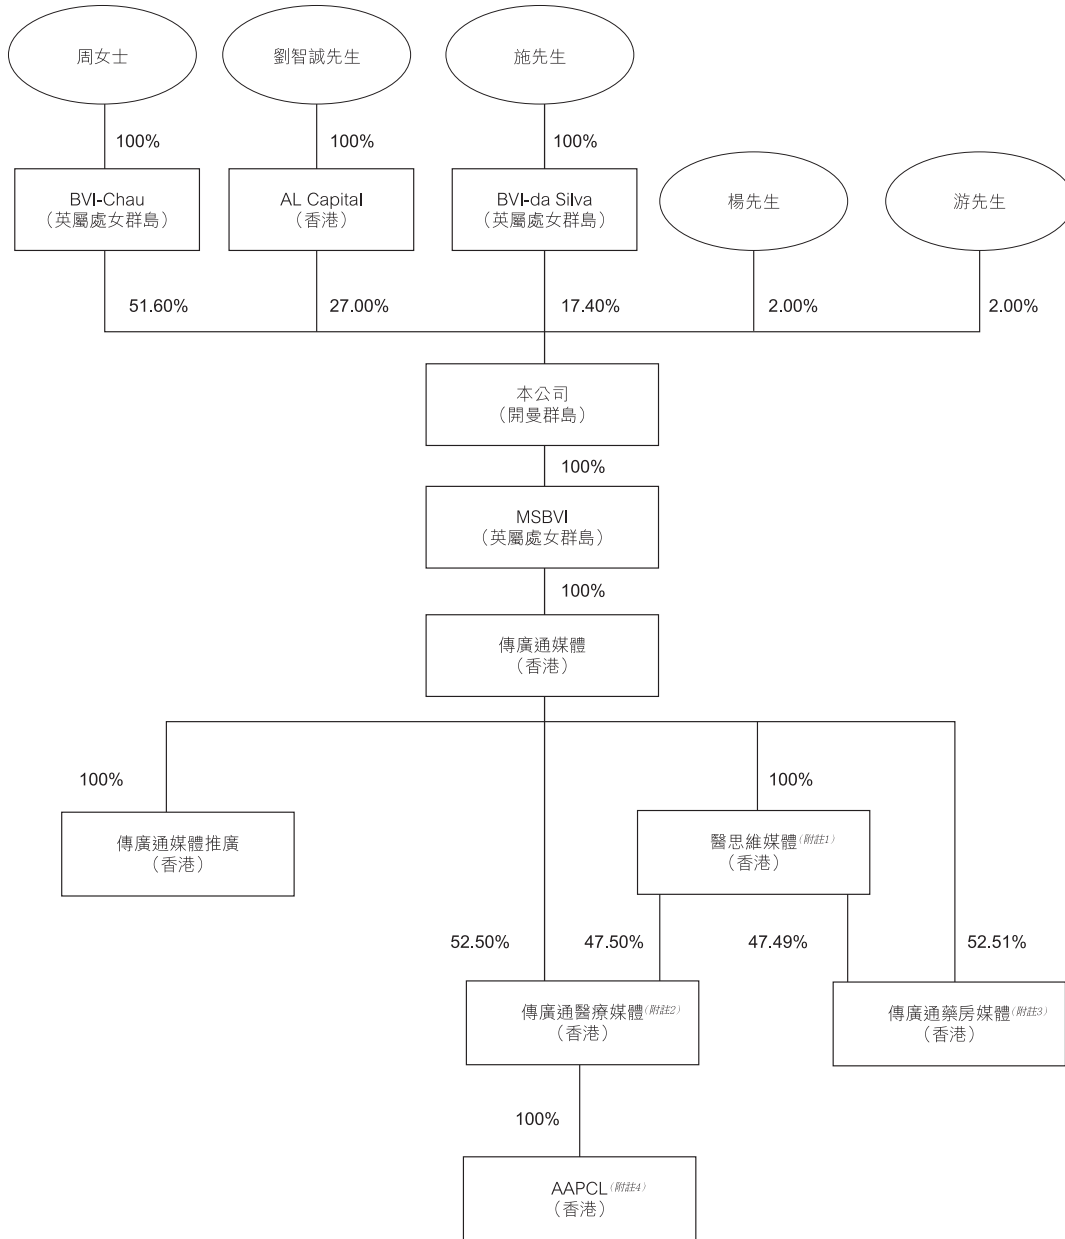 周女士
劉智誠先生
施先生
100%
100%
100%
BVI-Chau
（英屬處女群島）
AL Capital
（香港）
BVI-da Silva
（英屬處女群島）
楊先生
游先生
51.60%
27.00%
17.40%
2.00%
2.00%
本公司
（開曼群島）
100%
MSBVI
（英屬處女群島）
100%
傳廣通媒體
（香港）
100%
100%
傳廣通媒體推廣
（香港）
醫思維媒體(附註1)
（香港）
52.50%
47.50%
47.49%
52.51%
傳廣通醫療媒體(附註2)
（香港）
傳廣通藥房媒體(附註3)
（香港）
100%
AAPCL(附註4)
（香港）